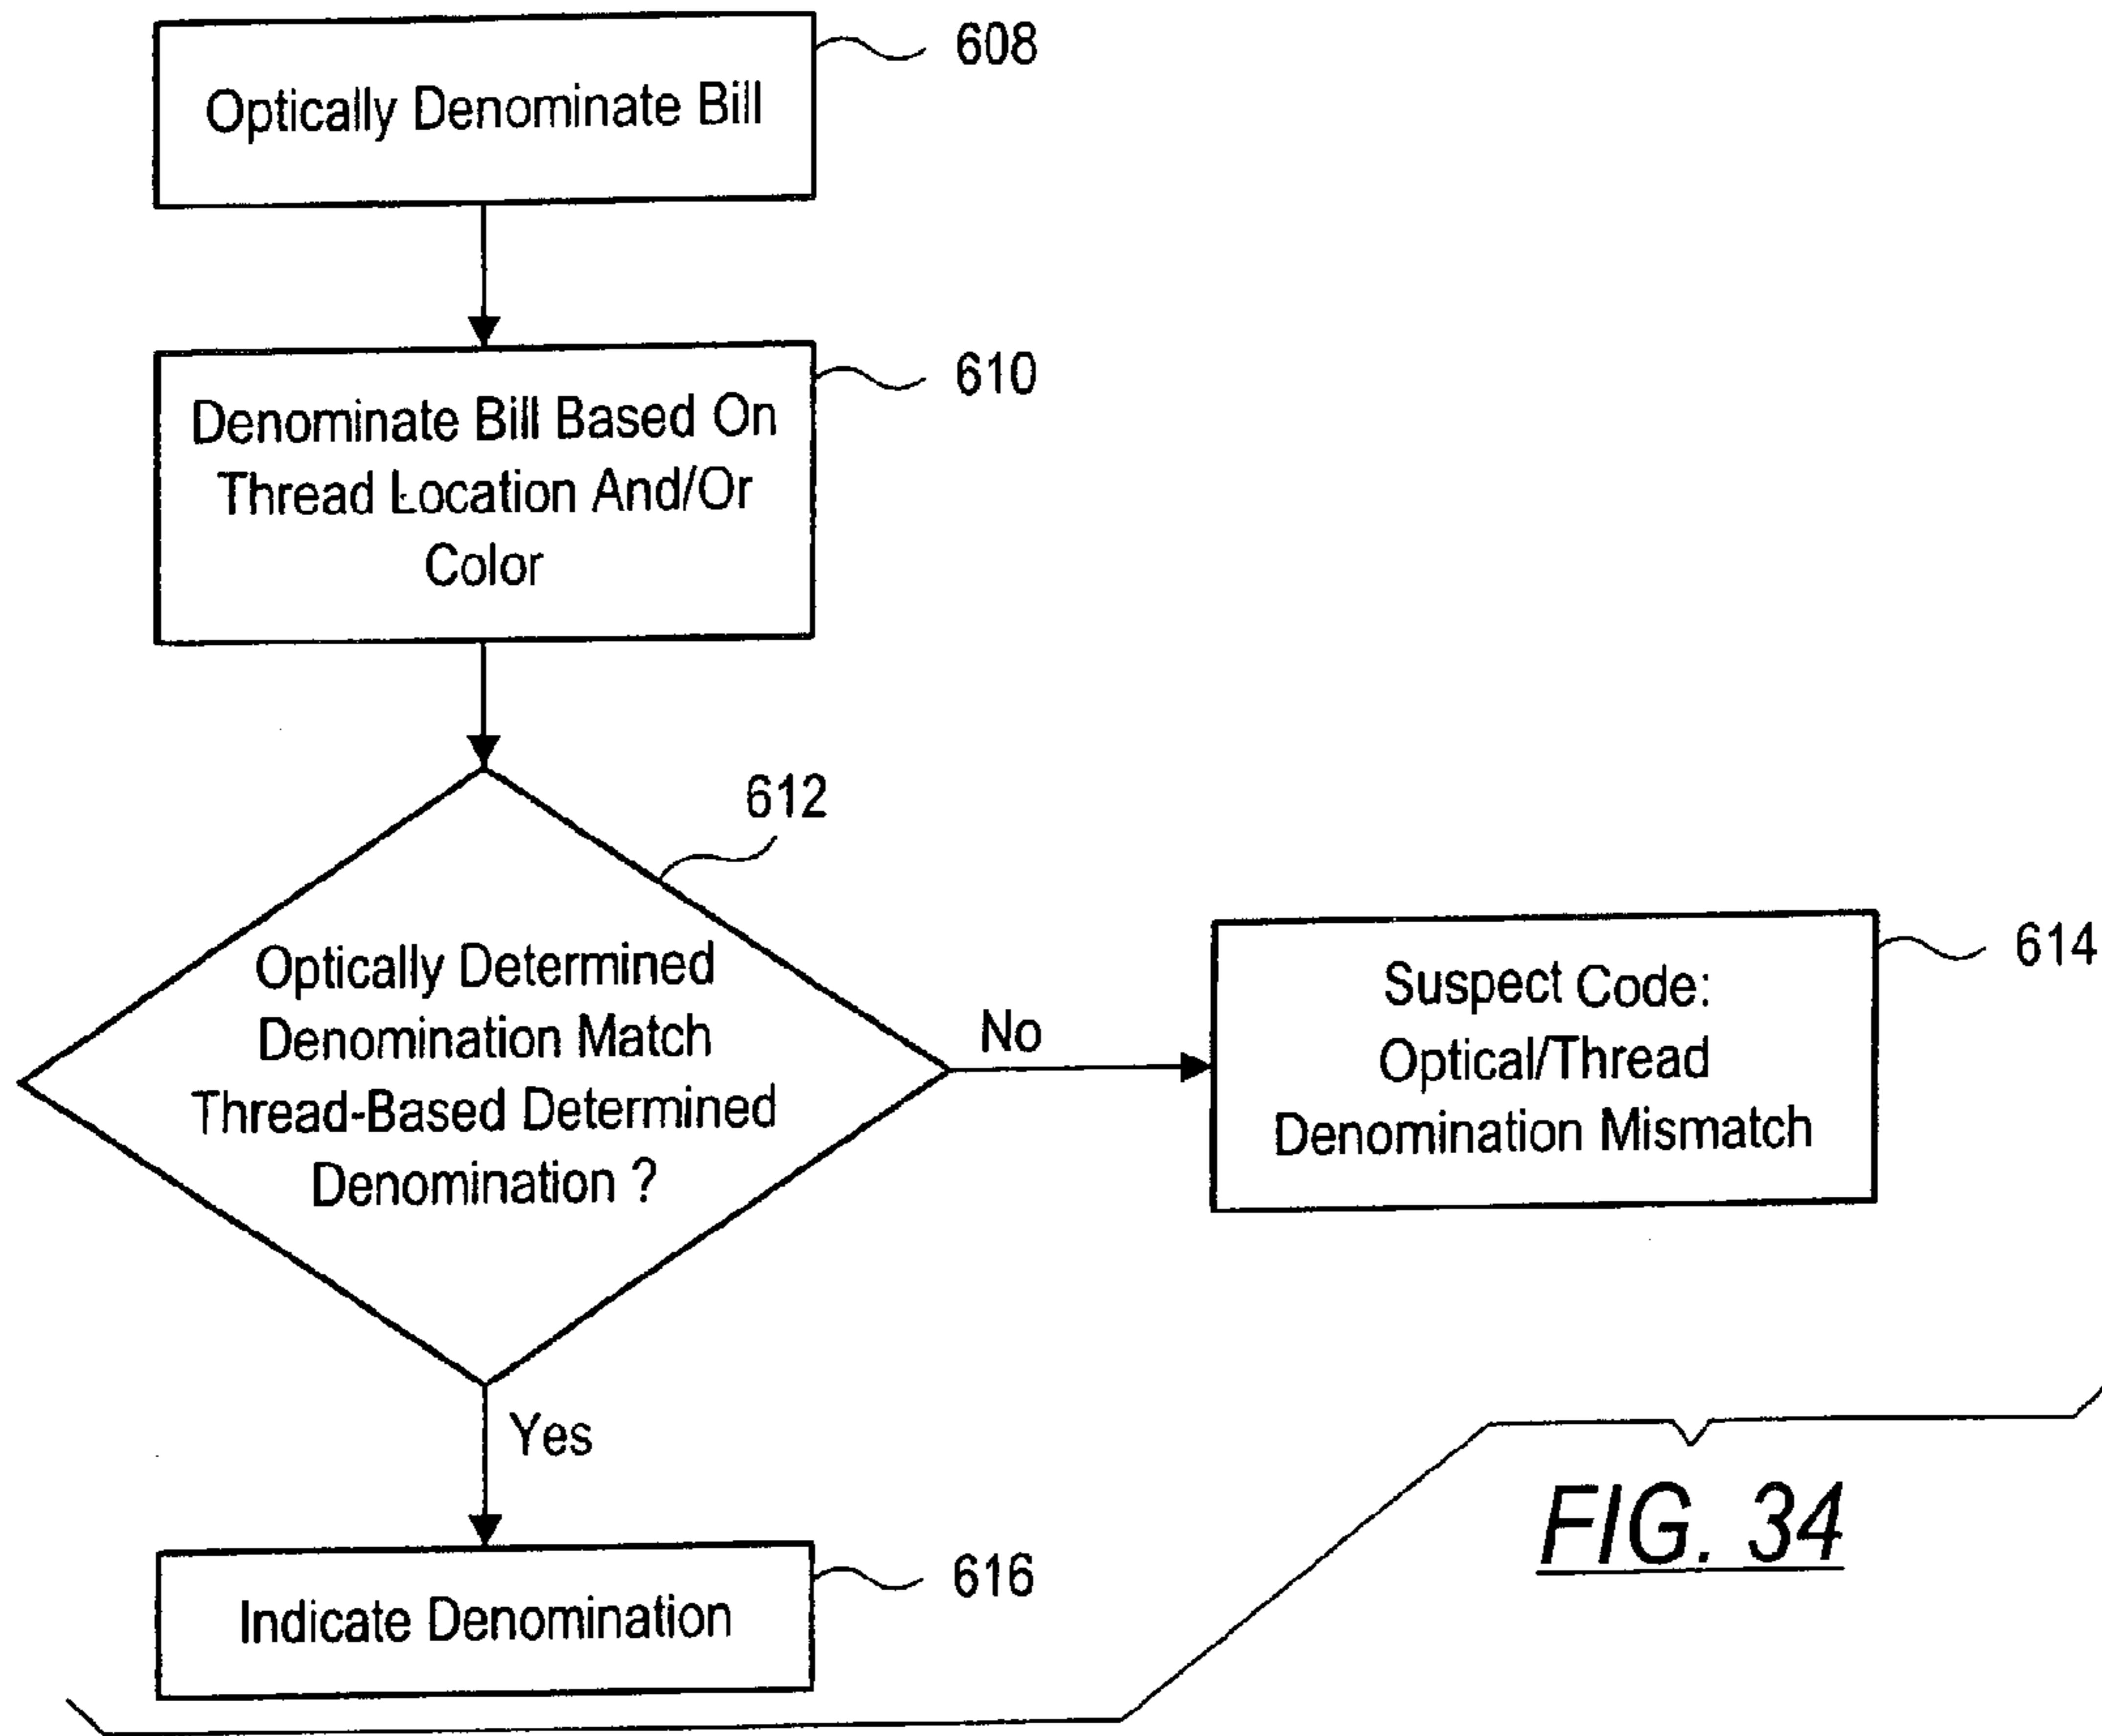 608
Optically Denominate Bill
610
Denominate Bill Based On
Thread Location And/Or
Color
612
Optically Determined
Denomination Match
Thread-Based Determined
Denomination ?
No
614
Suspect Code:
Optical/Thread
Denomination Mismatch
Yes
616
Indicate Denomination
FIG. 34